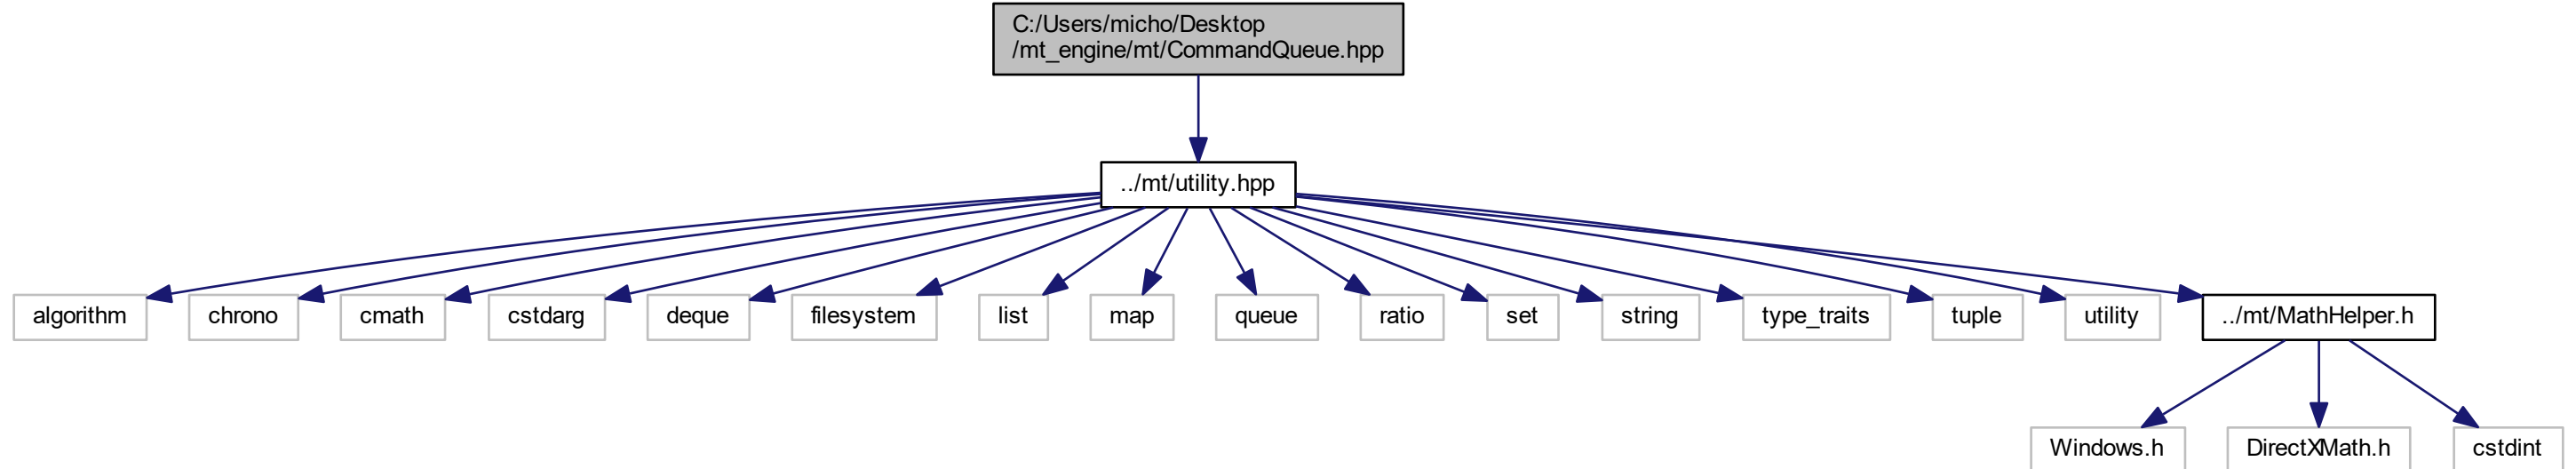 C:/Users/micho/Desktop
/mt_engine/mt/CommandQueue.hpp
../mt/utility.hpp
algorithm
chrono
cmath
cstdarg
deque
filesystem
list
map
queue
ratio
set
string
type_traits
tuple
utility
../mt/MathHelper.h
Windows.h
DirectXMath.h
cstdint